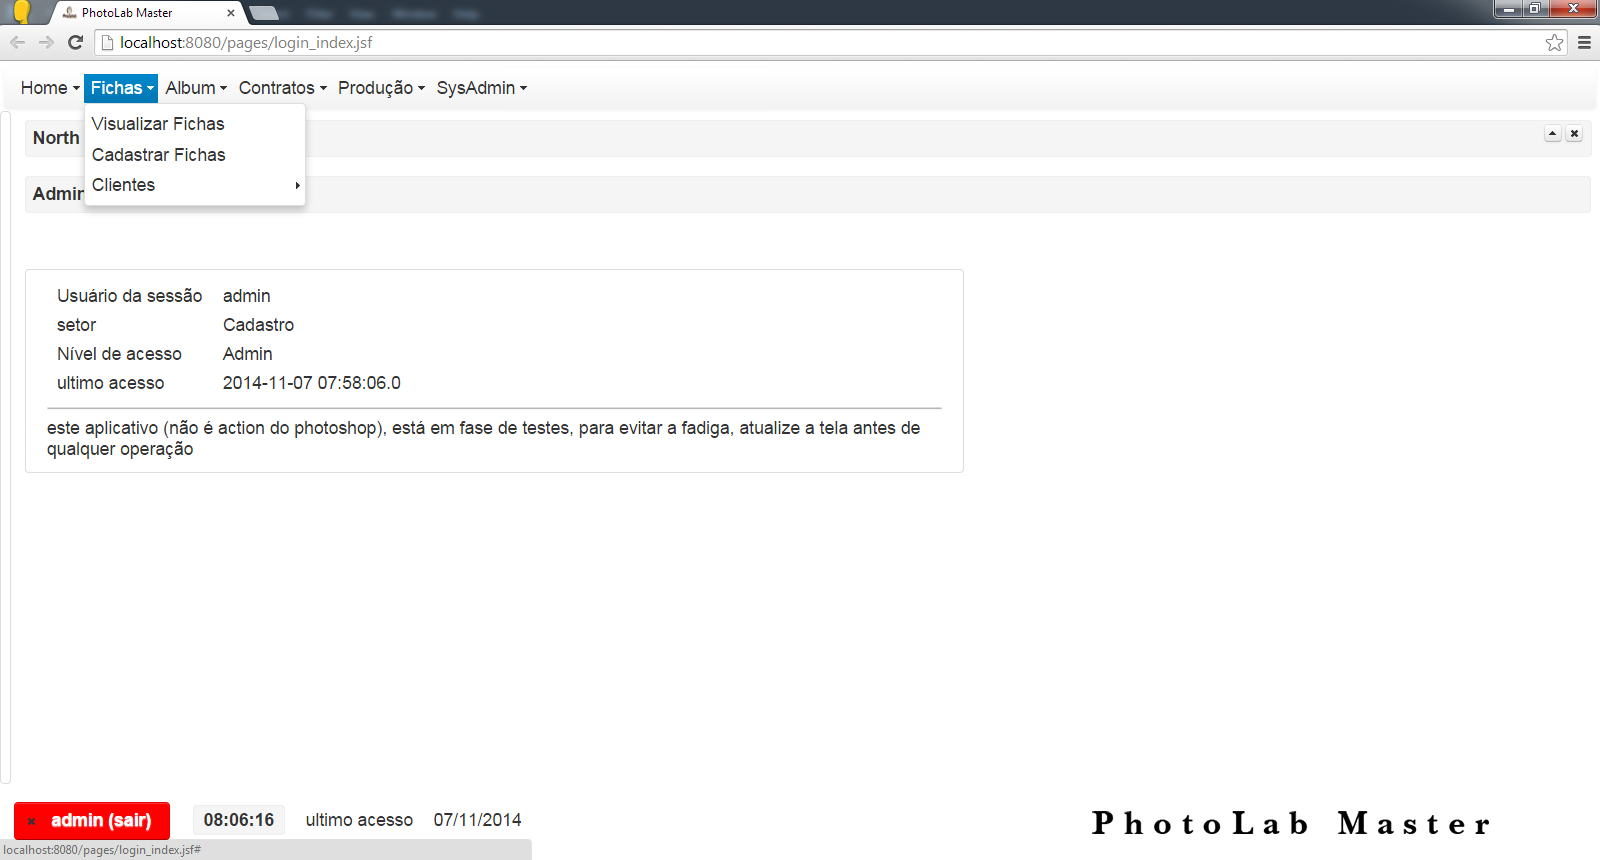 PhotoLab Master
localhost:8080/pages/login_index.jsf
Home Fichas Album Contratos Produção SysAdmin
Visualizar Fichas
North
Cadastrar Fichas
Clientes
Admin
Usuário da sessão admin
setor Cadastro
Nível de acesso Admin
ultimo acesso 2014-11-07 07:58:06.0
este aplicativo (não é action do photoshop), está em fase de testes, para evitar a fadiga, atualize a tela antes de
qualquer operação
admin (sair) 08:06:16 ultimo acesso 07/11/2014
PhotoLab Master
localhost:8080/pages/login_index.jsf#